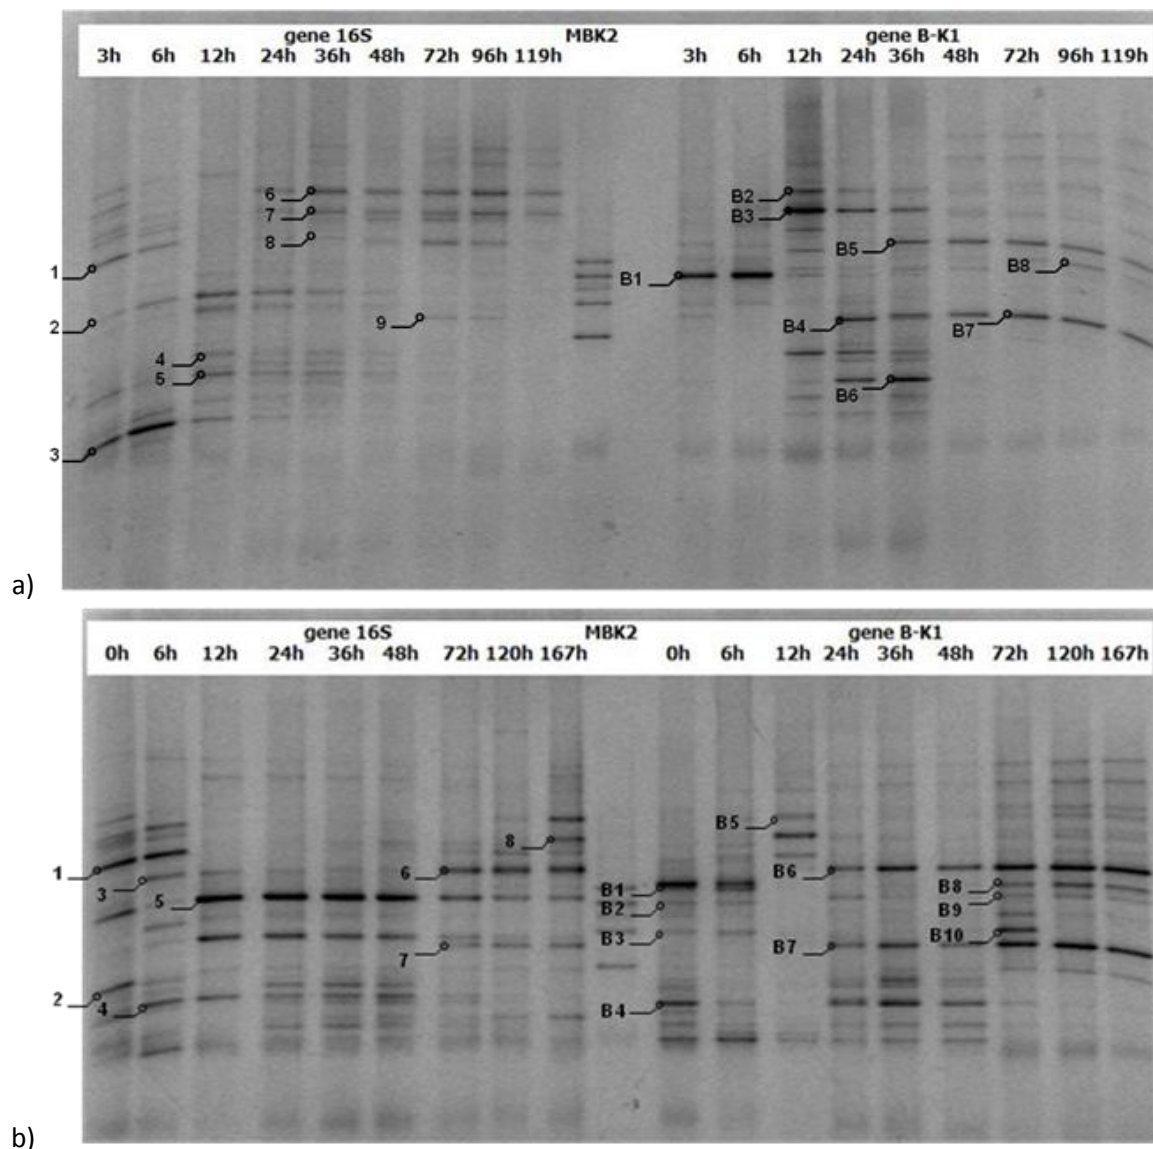 gene 16S MBK2 gene B-K1
3h 6h 12h 24h 36h 48h 72h 96h 119h 3h 6h 12h 24h 36h 48h 72h 96h 119h
6 B2
7 B3
8 B5
1 B1 B8
2 9 B4 B7
4
5 B6
3
a)
gene 16S MBK2 gene B-K1
0h 6h 12h 24h 36h 48h 72h 120h 167h 0h 6h 12h 24h 36h 48h 72h 120h 167h
8 B5
1 6 B6
3 B1 B8
5 B2 B9
7 B3 B7 B10
2 4 B4
b)